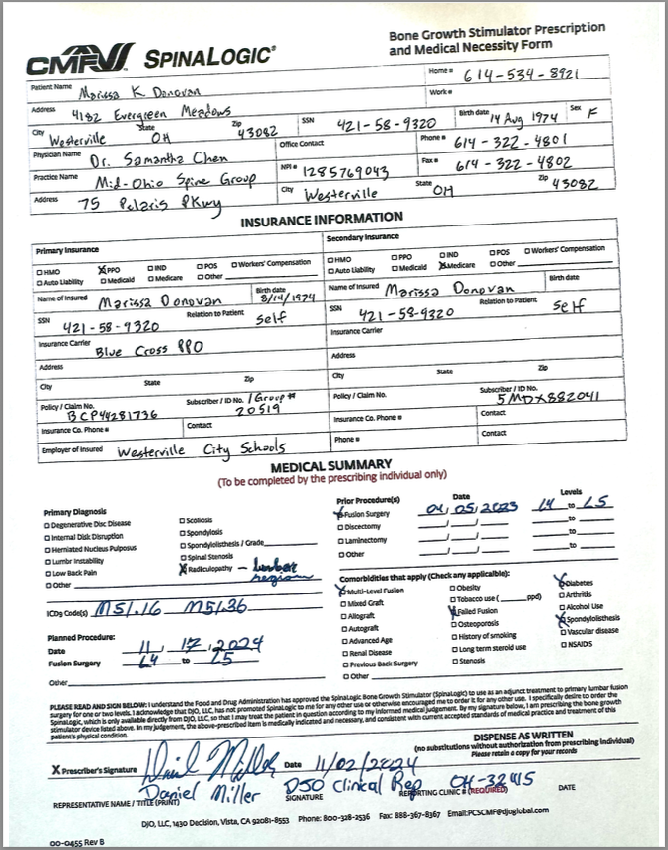 CMF SPINALOGIC®
Bone Growth Stimulator Prescription
and Medical Necessity Form
Patient Name Marissa K Donovan Home # 614-534-8921
Work #
Address 4182 Evergreen Meadows
City Westerville State OH Zip 43082 SSN 421-58-9320 Birth date 14 Aug 1974 Sex F
Physician Name Dr. Samantha Chen Office Contact Phone # 614-322-4801
Practice Name Mid-Ohio Spine Group NPI # 1285769043 Fax # 614-322-4802
Address 75 Polaris PKwy City Westerville State OH Zip 43082
INSURANCE INFORMATION
Primary Insurance
☐ HMO ☒ PPO ☐ IND ☐ POS ☐ Workers' Compensation
☐ Auto Liability ☐ Medicaid ☐ Medicare ☐ Other
Name of Insured Marissa Donovan Birth date 8/14/1974
SSN 421-58-9320 Relation to Patient self
Insurance Carrier Blue Cross PPO
Address
City State Zip
Policy / Claim No. BCP44281736 Subscriber / ID No. / Group # 20519
Insurance Co. Phone # Contact
Employer of Insured Westerville City Schools
Secondary Insurance
☐ HMO ☐ PPO ☐ IND ☐ POS ☐ Workers' Compensation
☐ Auto Liability ☐ Medicaid ☒ Medicare ☐ Other
Name of Insured Marissa Donovan Birth date
SSN 421-58-9320 Relation to Patient self
Insurance Carrier
Address
City State Zip
Policy / Claim No. Subscriber / ID No. 5MDX882041
Insurance Co. Phone # Contact
Phone # Contact
MEDICAL SUMMARY
(To be completed by the prescribing individual only)
Primary Diagnosis
☐ Degenerative Disc Disease
☐ Internal Disk Disruption
☐ Herniated Nucleus Pulposus
☐ Lumbr Instability
☐ Low Back Pain
☐ Other
☐ Scoliosis
☐ Spondylosis
☐ Spondylolisthesis / Grade
☐ Spinal Stenosis
☒ Radiculopathy - lumbar
region
ICD9 Code(s) M51.16 M51.36
Planned Procedure:
Date 11 / 17 / 2024
Fusion Surgery L4 to L5
Other
Prior Procedure(s) Date Levels
☒ Fusion Surgery 04/05/2023 L4 to L5
☐ Discectomy / / to
☐ Laminectomy / / to
☐ Other / / to
Comorbidities that apply (Check any applicaible):
☒ Multi-Level Fusion
☐ Mixed Graft
☐ Allograft
☐ Autograft
☐ Advanced Age
☐ Renal Disease
☐ Previous Back Surgery
☐ Other
☐ Obesity
☐ Tobacco use ( ppd)
☒ Failed Fusion
☐ Osteoporosis
☐ History of smoking
☐ Long term steroid use
☐ Stenosis
☒ Diabetes
☐ Arthritis
☐ Alcohol Use
☒ Spondylolisthesis
☐ Vascular disease
☐ NSAIDS
PLEASE READ AND SIGN BELOW: I understand the Food and Drug Administration has approved the SpinaLogic Bone Growth Stimulator (SpinaLogic) to use as an adjunct treatment to primary lumbar fusion
surgery for one or two levels. I acknowledge that DJO, LLC, has not promoted SpinaLogic to me for any other use or otherwise encouraged me to order it for any other use. I specifically desire to order the
SpinaLogic, which is only available directly from DJO, LLC, so that I may treat the patient in question according to my informed medical judgement. By my signature below, I am prescribing the bone growth
stimulator device listed above. In my judgement, the above-prescribed item is medically indicated and necessary, and consistent with current accepted standards of medical practice and treatment of this
patient's physical condition.
DISPENSE AS WRITTEN
(no substitutions without authorization from prescribing individual)
Please retain a copy for your records
X Prescriber's Signature Daniel Miller Date 11/02/2024
Daniel Miller DSO Clinical Rep
REPRESENTATIVE NAME / TITLE (PRINT) SIGNATURE REPORTING CLINIC # (REQUIRED) DATE
DJO, LLC, 1430 Decision, Vista, CA 92081-8553 Phone: 800-328-2536 Fax: 888-367-8367 Email:PCSCMF@djoglobal.com
00-0455 Rev B